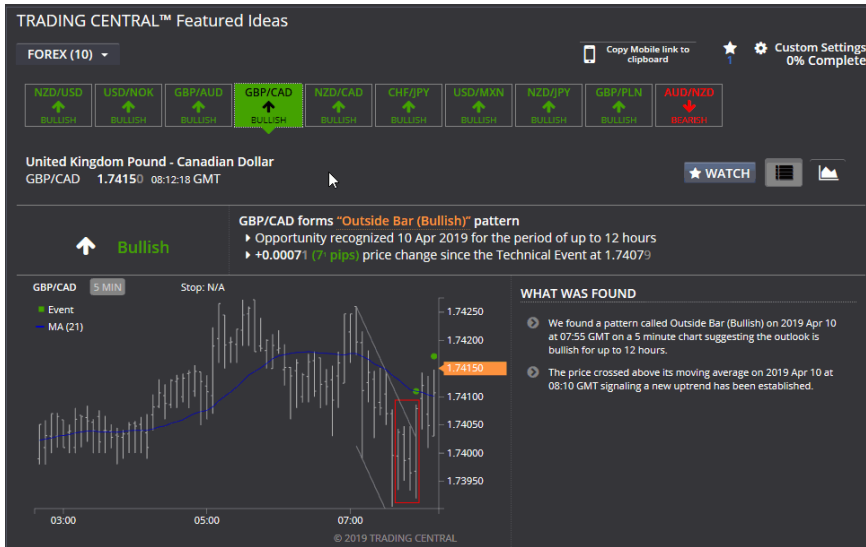 TRADING CENTRAL™ Featured Ideas
FOREX (10)
Copy Mobile link to
clipboard
1
Custom Settings
0% Complete
NZD/USD USD/NOK GBP/AUD GBP/CAD NZD/CAD CHF/JPY USD/MXN NZD/JPY GBP/PLN AUD/NZD
BULLISH BULLISH BULLISH BULLISH BULLISH BULLISH BULLISH BULLISH BULLISH BEARISH
United Kingdom Pound - Canadian Dollar
GBP/CAD 1.74150 08:12:18 GMT
WATCH
Bullish
GBP/CAD forms "Outside Bar (Bullish)" pattern
Opportunity recognized 10 Apr 2019 for the period of up to 12 hours
+0.00071 (7¹ pips) price change since the Technical Event at 1.74079
GBP/CAD 5 MIN Stop: N/A
Event
MA (21)
1.74250
1.74200
1.74150
1.74100
1.74050
1.74000
1.73950
03:00 05:00 07:00
© 2019 TRADING CENTRAL
WHAT WAS FOUND
We found a pattern called Outside Bar (Bullish) on 2019 Apr 10
at 07:55 GMT on a 5 minute chart suggesting the outlook is
bullish for up to 12 hours.
The price crossed above its moving average on 2019 Apr 10 at
08:10 GMT signaling a new uptrend has been established.